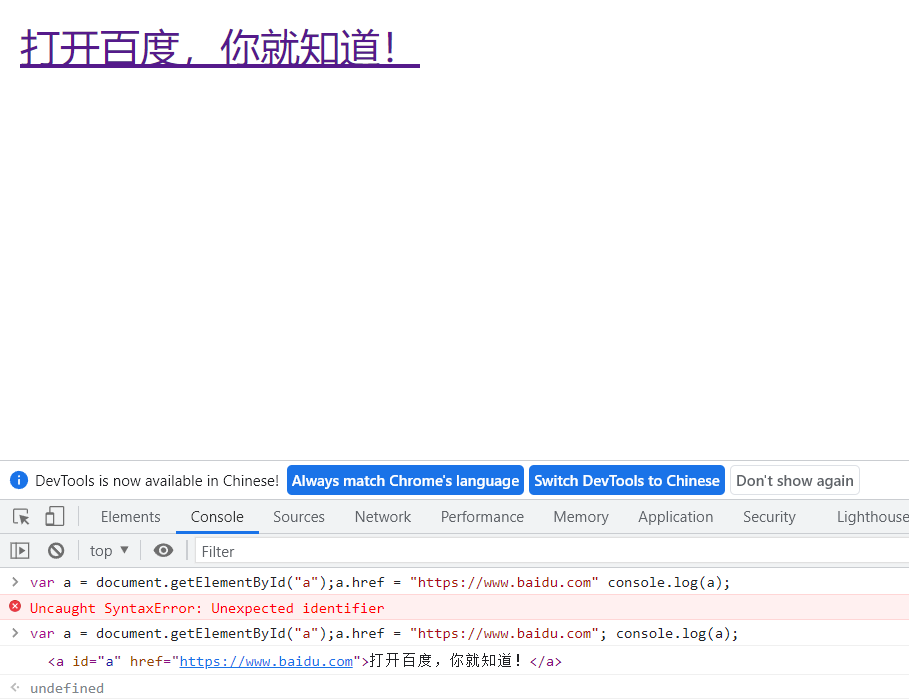 打开百度，你就知道！
DevTools is now available in Chinese! Always match Chrome's language Switch DevTools to Chinese Don't show again
Elements Console Sources Network Performance Memory Application Security Lighthouse
top Filter
var a = document.getElementById("a");a.href = "https://www.baidu.com" console.log(a);
Uncaught SyntaxError: Unexpected identifier
var a = document.getElementById("a");a.href = "https://www.baidu.com"; console.log(a);
<a id="a" href="https://www.baidu.com">打开百度，你就知道！</a>
undefined